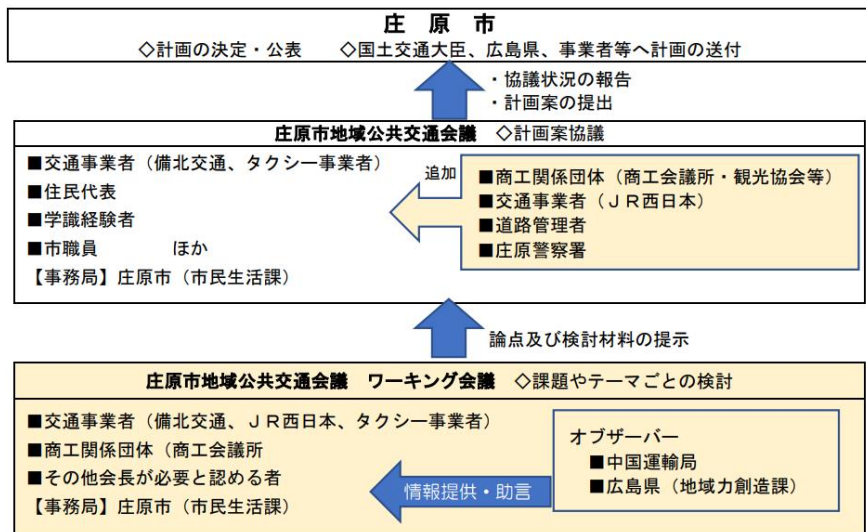 庄 原 市
◇計画の決定・公表　◇国土交通大臣、広島県、事業者等へ計画の送付
・協議状況の報告
・計画案の提出
庄原市地域公共交通会議　◇計画案協議
■交通事業者（備北交通、タクシー事業者）
■住民代表
■学識経験者
■市職員　　　ほか
【事務局】庄原市（市民生活課）
追加
■商工関係団体（商工会議所・観光協会等）
■交通事業者（ＪＲ西日本）
■道路管理者
■庄原警察署
論点及び検討材料の提示
庄原市地域公共交通会議　ワーキング会議　◇課題やテーマごとの検討
■交通事業者（備北交通、ＪＲ西日本、タクシー事業者）
■商工関係団体（商工会議所
■その他会長が必要と認める者
【事務局】庄原市（市民生活課）
情報提供・助言
オブザーバー
■中国運輸局
■広島県（地域力創造課）